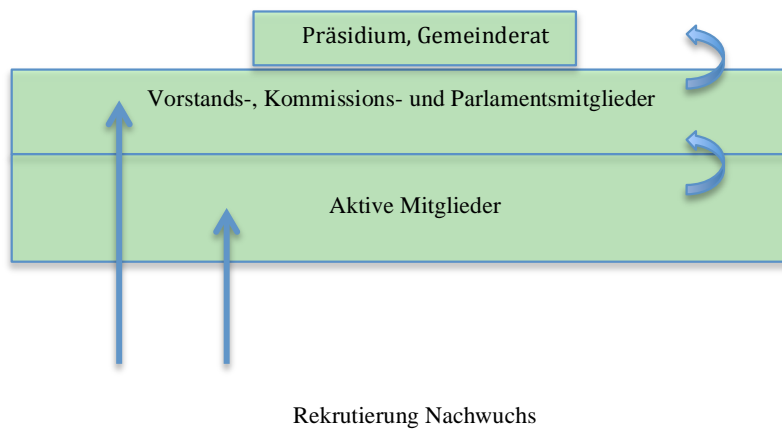 Präsidium, Gemeinderat
Vorstands-, Kommissions- und Parlamentsmitglieder
Aktive Mitglieder
Rekrutierung Nachwuchs